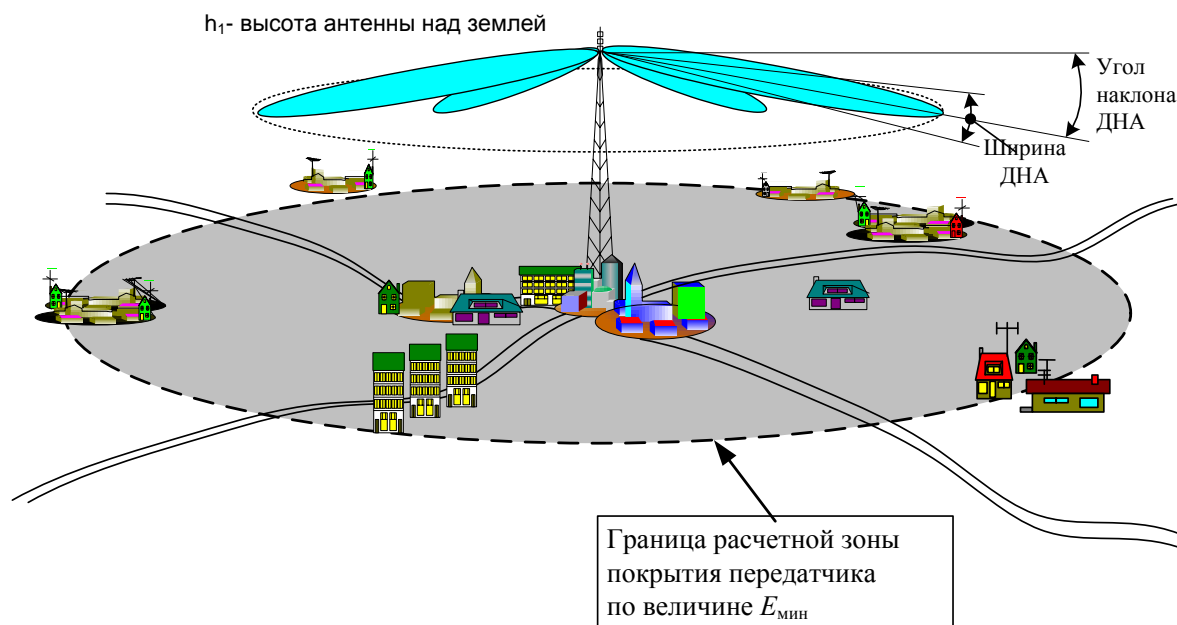 h₁- высота антенны над землей
Угол
наклона
ДНА
Ширина
ДНА
Граница расчетной зоны
покрытия передатчика
по величине Eмин